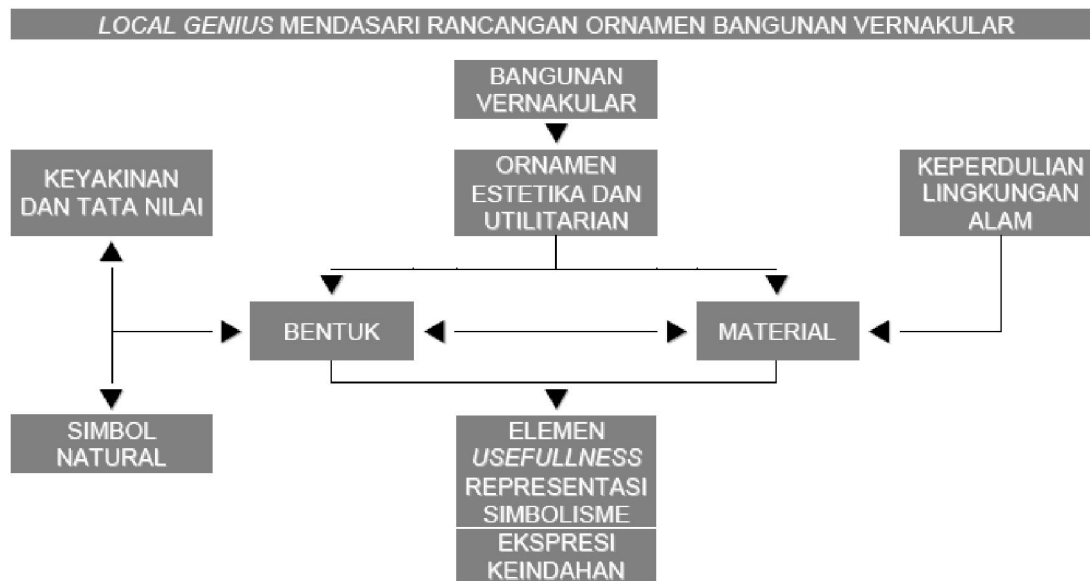 LOCAL GENIUS MENDASARI RANCANGAN ORNAMEN BANGUNAN VERNAKULAR
BANGUNAN
VERNAKULAR
KEYAKINAN
DAN TATA NILAI
ORNAMEN
ESTETIKA DAN
UTILITARIAN
KEPERDULIAN
LINGKUNGAN
ALAM
BENTUK
MATERIAL
SIMBOL
NATURAL
ELEMEN
USEFULLNESS
REPRESENTASI
SIMBOLISME
EKSPRESI
KEINDAHAN